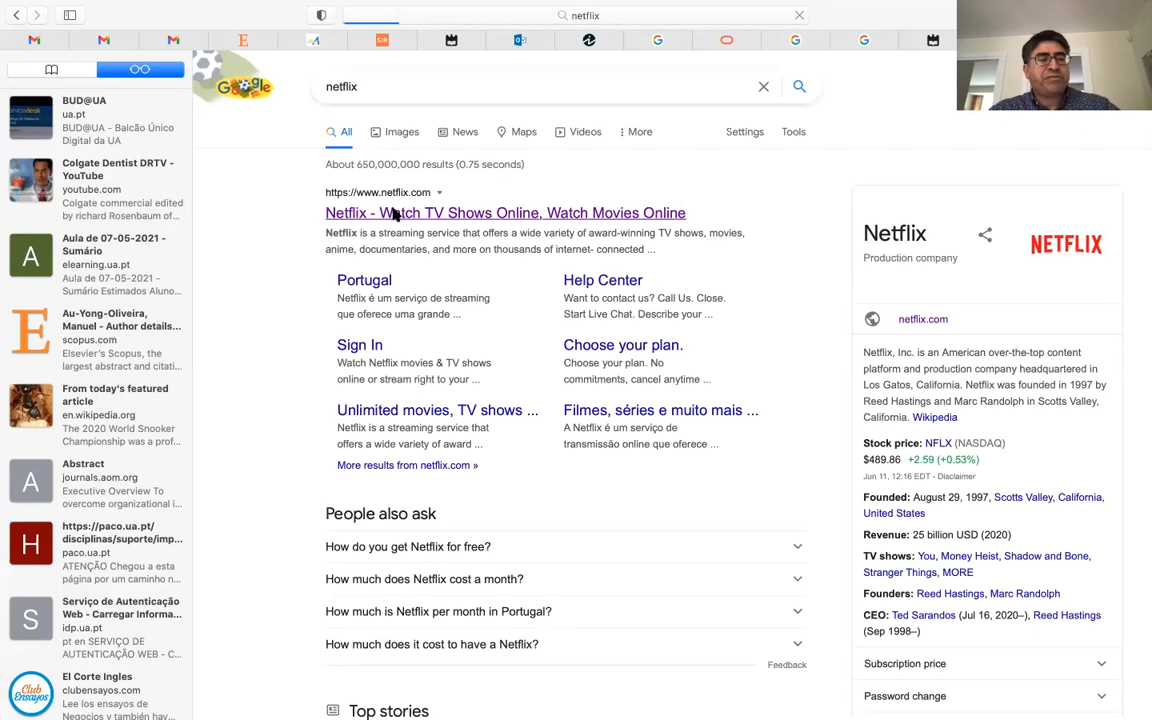 netflix
E
SIR
Google
netflix
All
Images
News
Maps
Videos
More
Settings
Tools
About 650,000,000 results (0.75 seconds)
https://www.netflix.com
Netflix - Watch TV Shows Online, Watch Movies Online
Netflix is a streaming service that offers a wide variety of award-winning TV shows, movies,
anime, documentaries, and more on thousands of internet- connected ...
Portugal
Netflix é um serviço de streaming
que oferece uma grande ...
Help Center
Want to contact us? Call Us. Close.
Start Live Chat. Describe your ...
Sign In
Watch Netflix movies & TV shows
online or stream right to your ...
Choose your plan.
Choose your plan. No
commitments, cancel anytime ...
Unlimited movies, TV shows ...
Netflix is a streaming service that
offers a wide variety of award ...
Filmes, séries e muito mais ...
A Netflix é um serviço de
transmissão online que oferece ...
More results from netflix.com »
People also ask
How do you get Netflix for free?
How much does Netflix cost a month?
How much is Netflix per month in Portugal?
How much does it cost to have a Netflix?
Feedback
Top stories
Netflix
Production company
NETFLIX
netflix.com
Netflix, Inc. is an American over-the-top content
platform and production company headquartered in
Los Gatos, California. Netflix was founded in 1997 by
Reed Hastings and Marc Randolph in Scotts Valley,
California. Wikipedia
Stock price: NFLX (NASDAQ)
$489.86 +2.59 (+0.53%)
Jun 11, 12:16 EDT - Disclaimer
Founded: August 29, 1997, Scotts Valley, California,
United States
Revenue: 25 billion USD (2020)
TV shows: You, Money Heist, Shadow and Bone,
Stranger Things, MORE
Founders: Reed Hastings, Marc Randolph
CEO: Ted Sarandos (Jul 16, 2020–), Reed Hastings
(Sep 1998–)
Subscription price
Password change
BUD@UA
ua.pt
BUD@UA - Balcão Único
Digital da UA
Colgate Dentist DRTV -
YouTube
youtube.com
Colgate commercial edited
by richard Rosenbaum of...
A
Aula de 07-05-2021 -
Sumário
elearning.ua.pt
Aula de 07-05-2021 -
Sumário Estimados Aluno...
E
Au-Yong-Oliveira,
Manuel - Author details...
scopus.com
Elsevier's Scopus, the
largest abstract and citati...
From today's featured
article
en.wikipedia.org
The 2020 World Snooker
Championship was a prof...
A
Abstract
journals.aom.org
Executive Overview To
overcome organizational i...
H
https://paco.ua.pt/
disciplinas/suporte/imp...
paco.ua.pt
ATENÇÃO Chegou a esta
página por um caminho n...
S
Serviço de Autenticação
Web - Carregar Informa...
idp.ua.pt
pt en SERVIÇO DE
AUTENTICAÇÃO WEB - C...
Club
Ensayos
El Corte Ingles
clubensayos.com
Lee los ensayos de
Negocios y también hay...